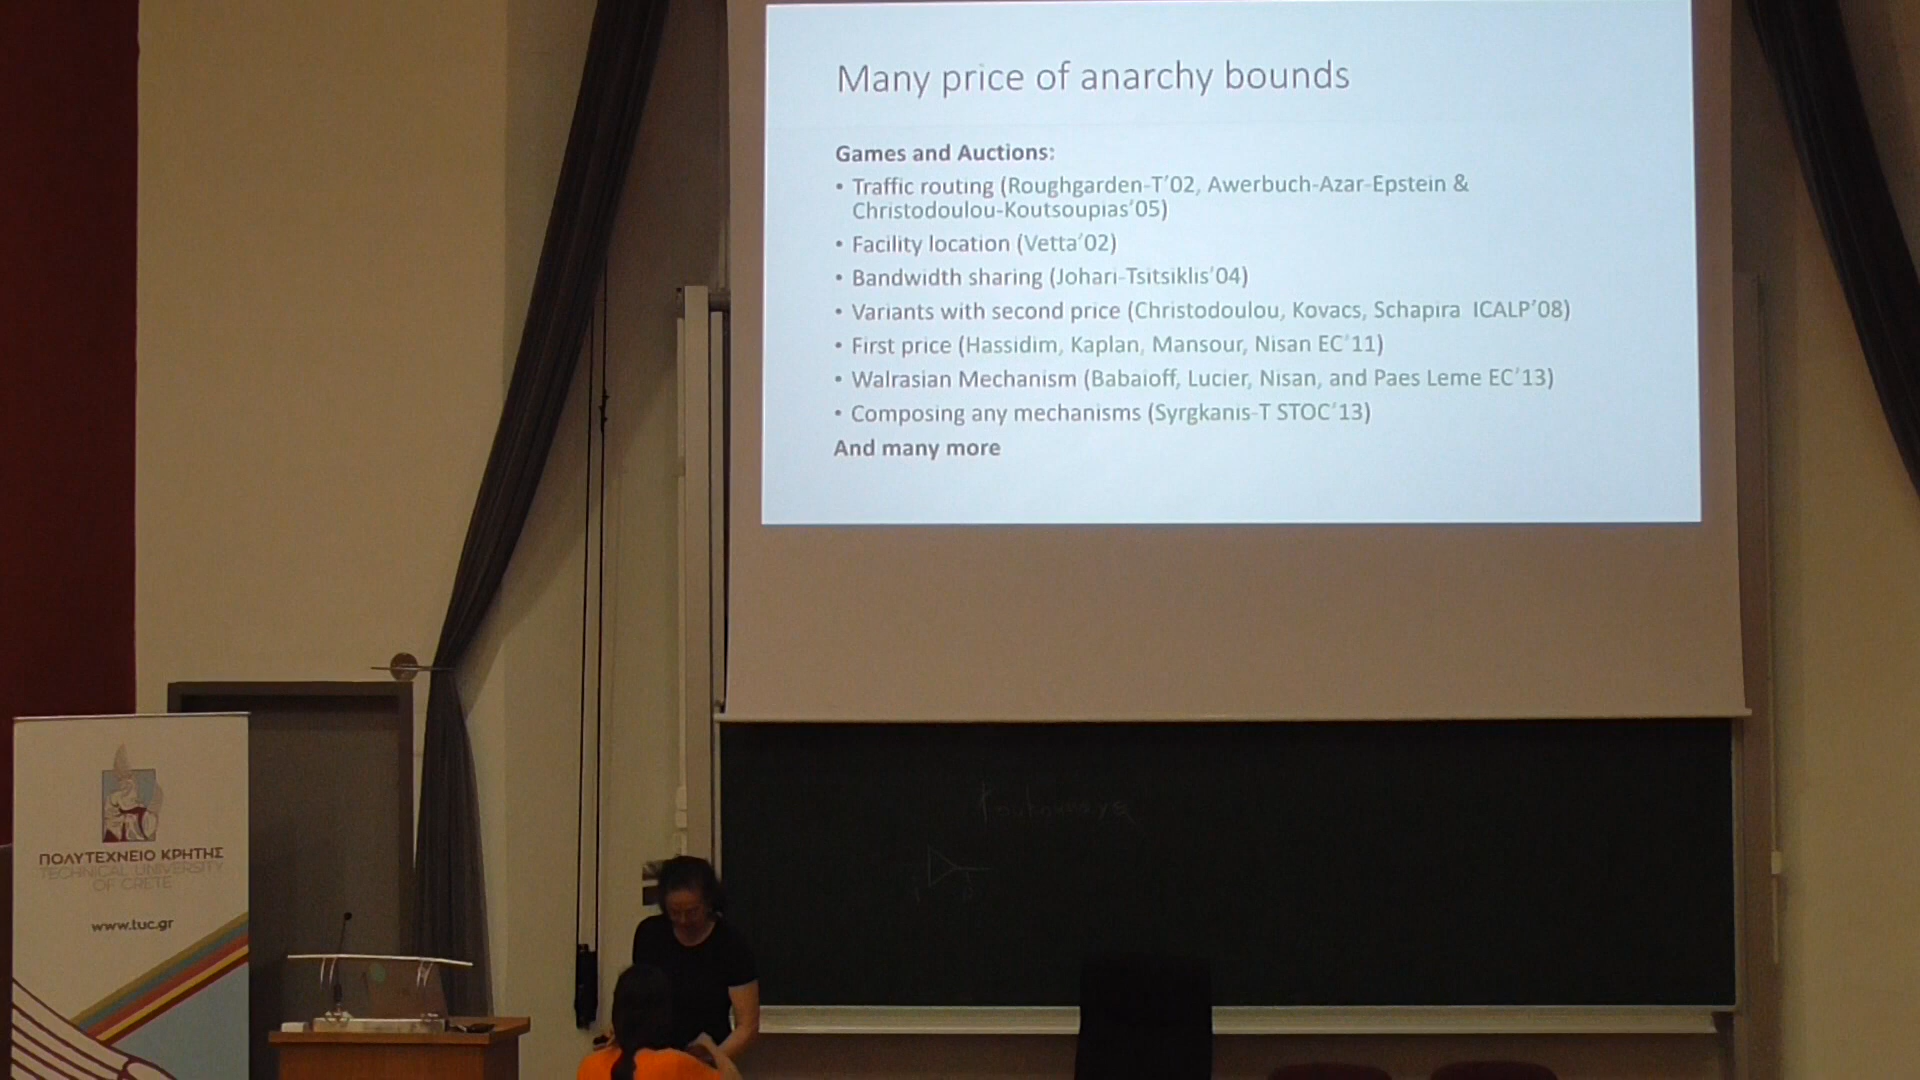 Many price of anarchy bounds
Games and Auctions:
• Traffic routing (Roughgarden-T'02, Awerbuch-Azar-Epstein &
Christodoulou-Koutsoupias'05)
• Facility location (Vetta'02)
• Bandwidth sharing (Johari-Tsitsiklis'04)
• Variants with second price (Christodoulou, Kovacs, Schapira ICALP'08)
• First price (Hassidim, Kaplan, Mansour, Nisan EC'11)
• Walrasian Mechanism (Babaioff, Lucier, Nisan, and Paes Leme EC'13)
• Composing any mechanisms (Syrgkanis-T STOC'13)
And many more
ΠΟΛΥΤΕΧΝΕΙΟ ΚΡΗΤΗΣ
TECHNICAL UNIVERSITY
OF CRETE
www.tuc.gr